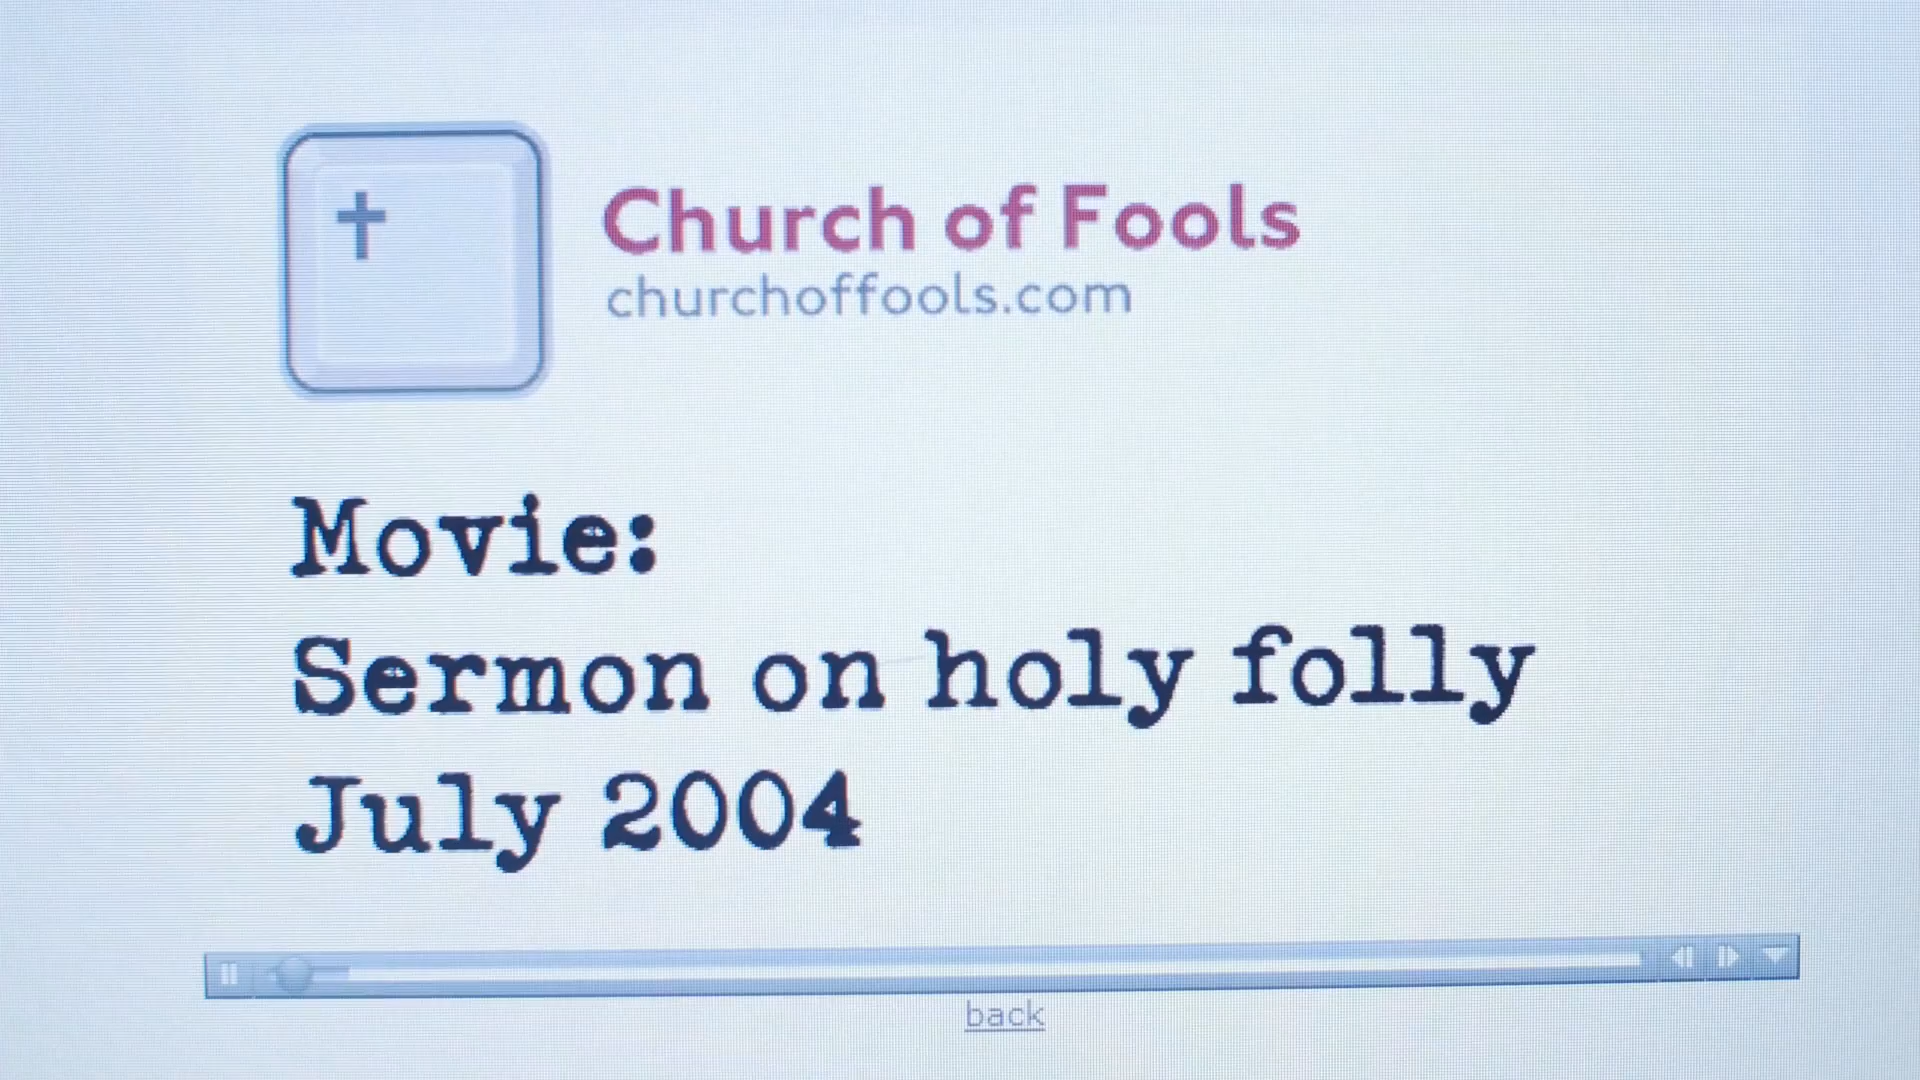 Church of Fools
churchoffools.com
Movie:
Sermon on holy folly
July 2004
back